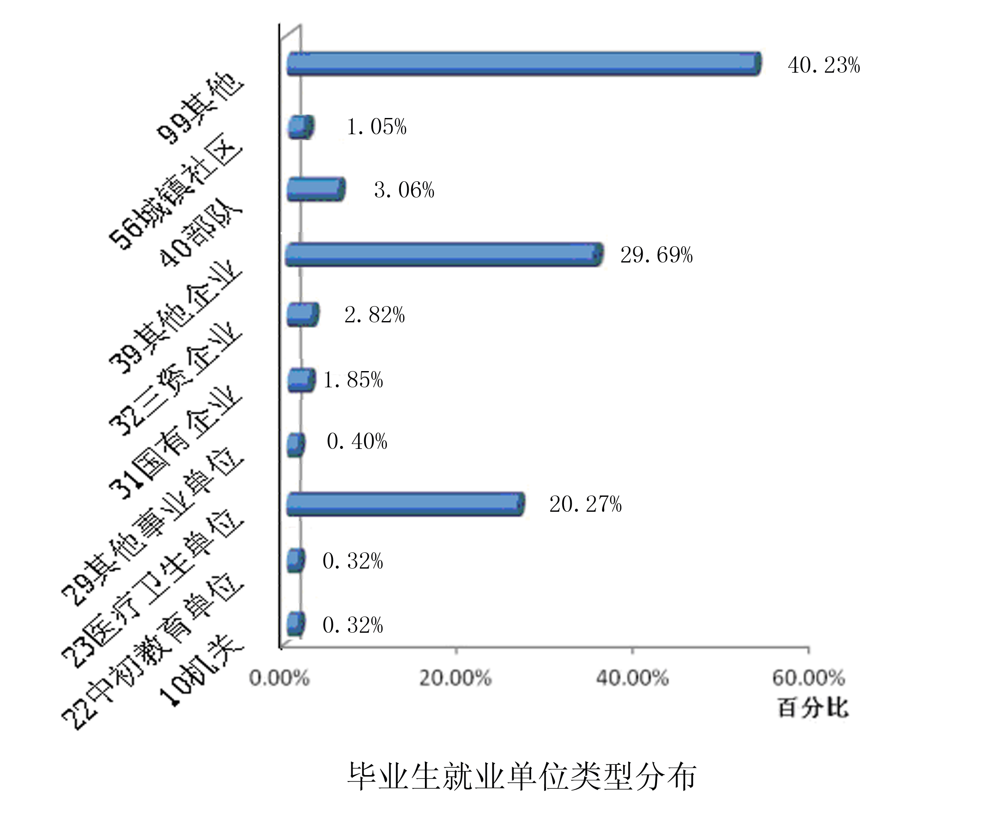 99其他
40.23%
56城镇社区
1.05%
40部队
3.06%
39其他企业
29.69%
32三资企业
2.82%
31国有企业
1.85%
29其他事业单位
0.40%
23医疗卫生单位
20.27%
22中初教育单位
0.32%
10机关
0.32%
0.00% 20.00% 40.00% 60.00%
百分比
毕业生就业单位类型分布